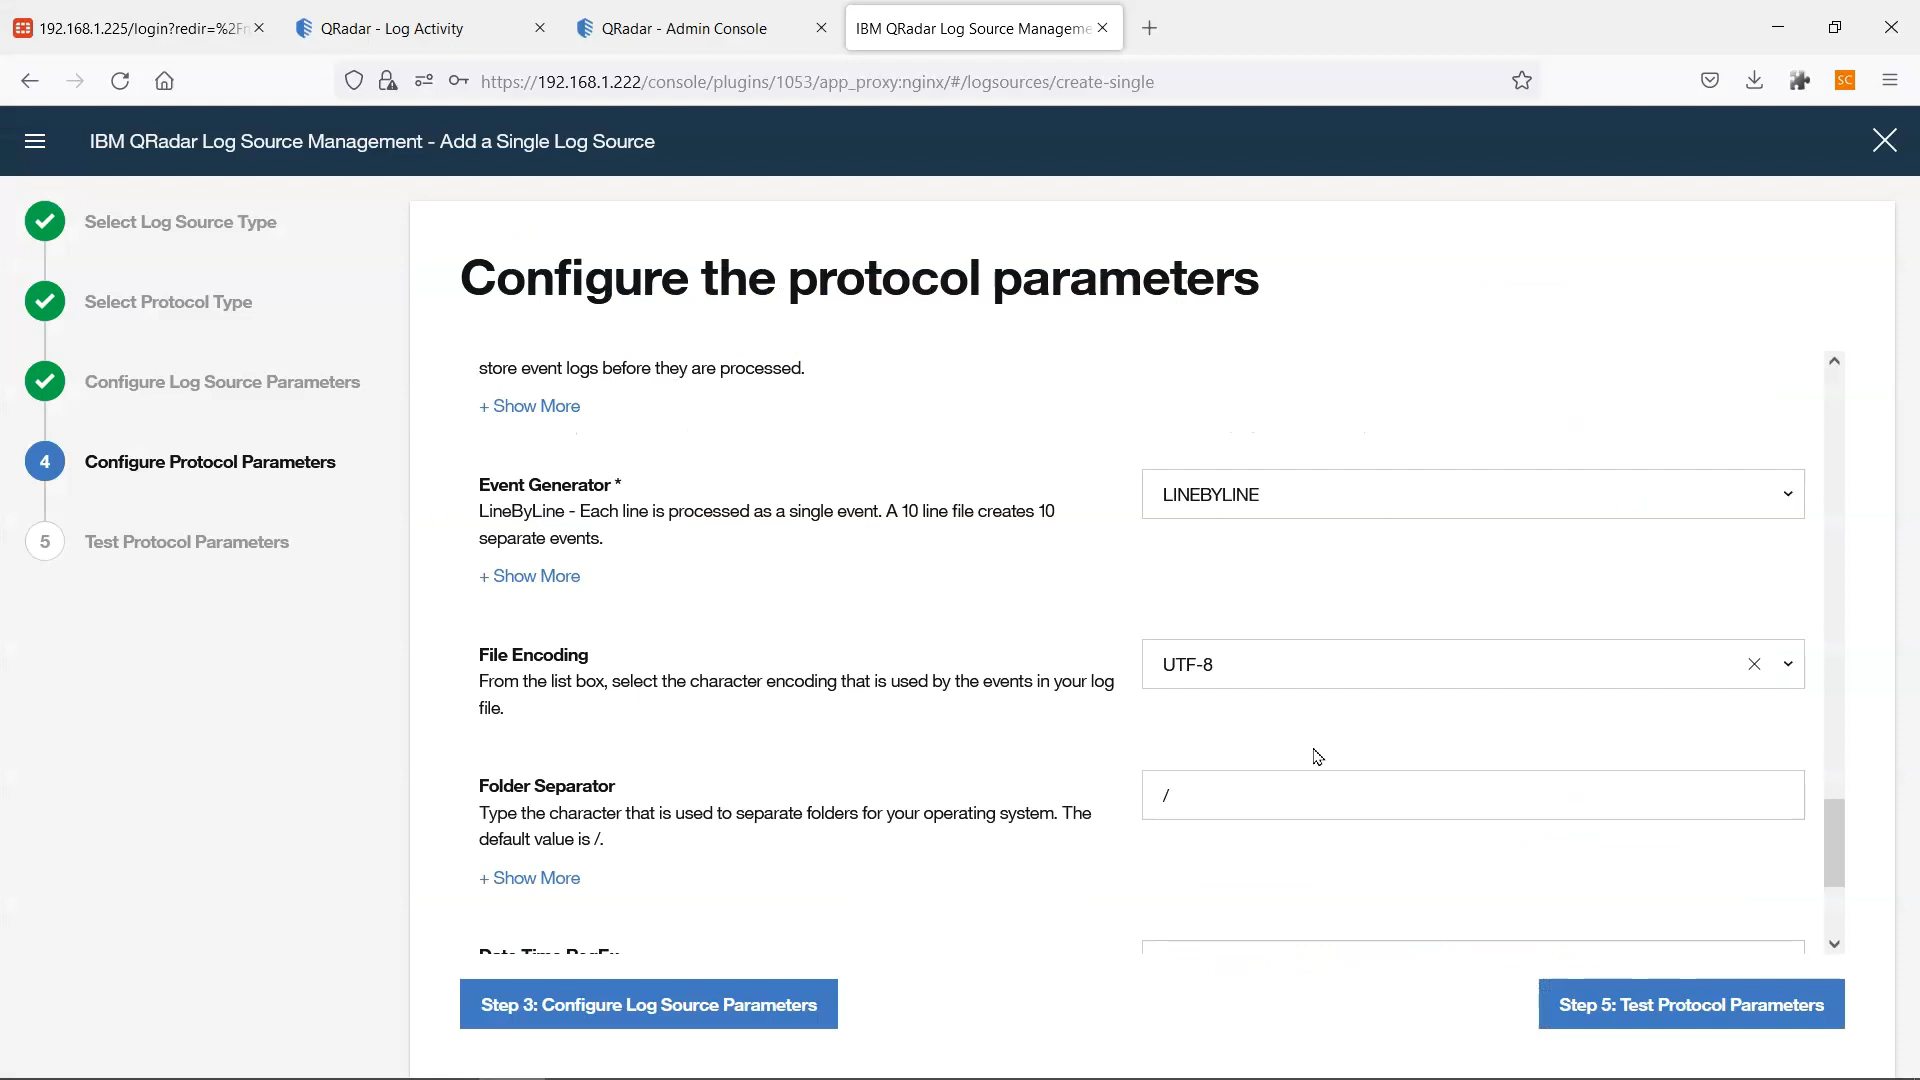 192.168.1.225/login?redir=%2Fn
QRadar - Log Activity
QRadar - Admin Console
IBM QRadar Log Source Manageme
https://192.168.1.222/console/plugins/1053/app_proxy:nginx/#/logsources/create-single
SC
IBM QRadar Log Source Management - Add a Single Log Source
Select Log Source Type
Select Protocol Type
Configure Log Source Parameters
4 Configure Protocol Parameters
5 Test Protocol Parameters
Configure the protocol parameters
store event logs before they are processed.
+ Show More
Event Generator *
LineByLine - Each line is processed as a single event. A 10 line file creates 10
separate events.
+ Show More
LINEBYLINE
File Encoding
From the list box, select the character encoding that is used by the events in your log
file.
UTF-8
Folder Separator
Type the character that is used to separate folders for your operating system. The
default value is /.
+ Show More
/
Date Time RegEx
Step 3: Configure Log Source Parameters
Step 5: Test Protocol Parameters